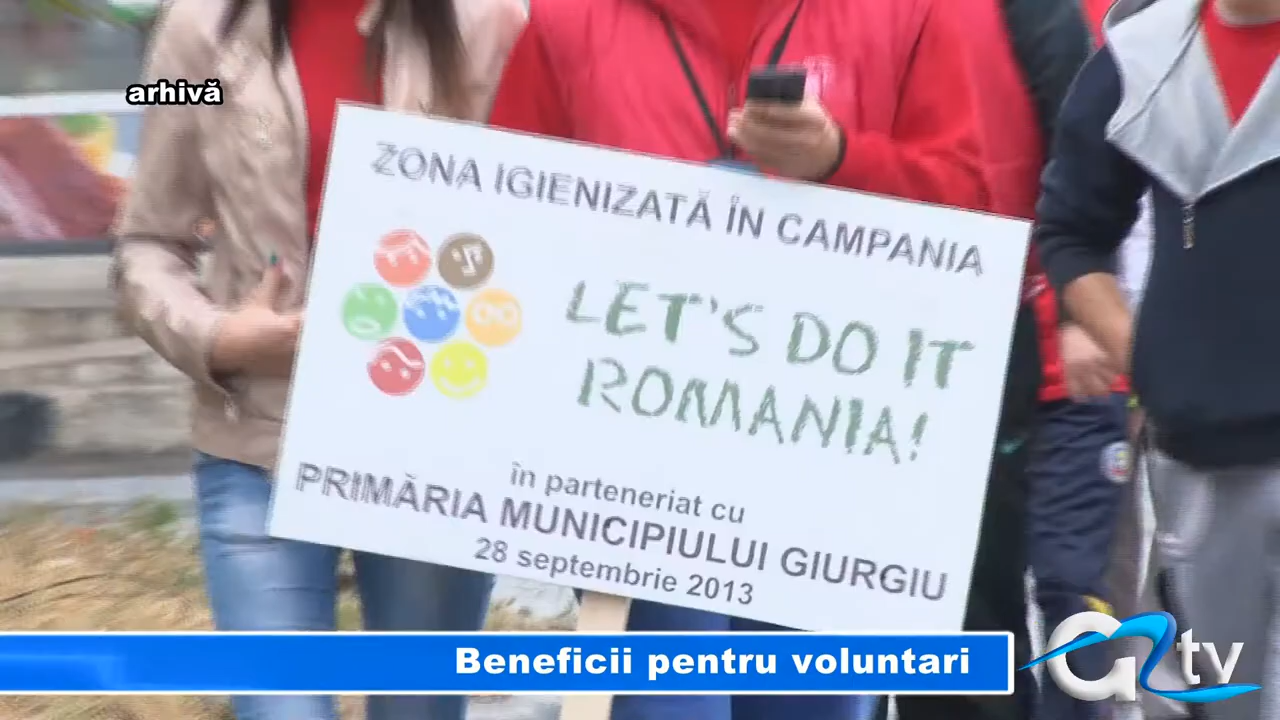 arhivă
ZONA IGIENIZATĂ ÎN CAMPANIA
LET'S DO IT
ROMANIA!
în parteneriat cu
PRIMĂRIA MUNICIPIULUI GIURGIU
28 septembrie 2013
Beneficii pentru voluntari
G tv